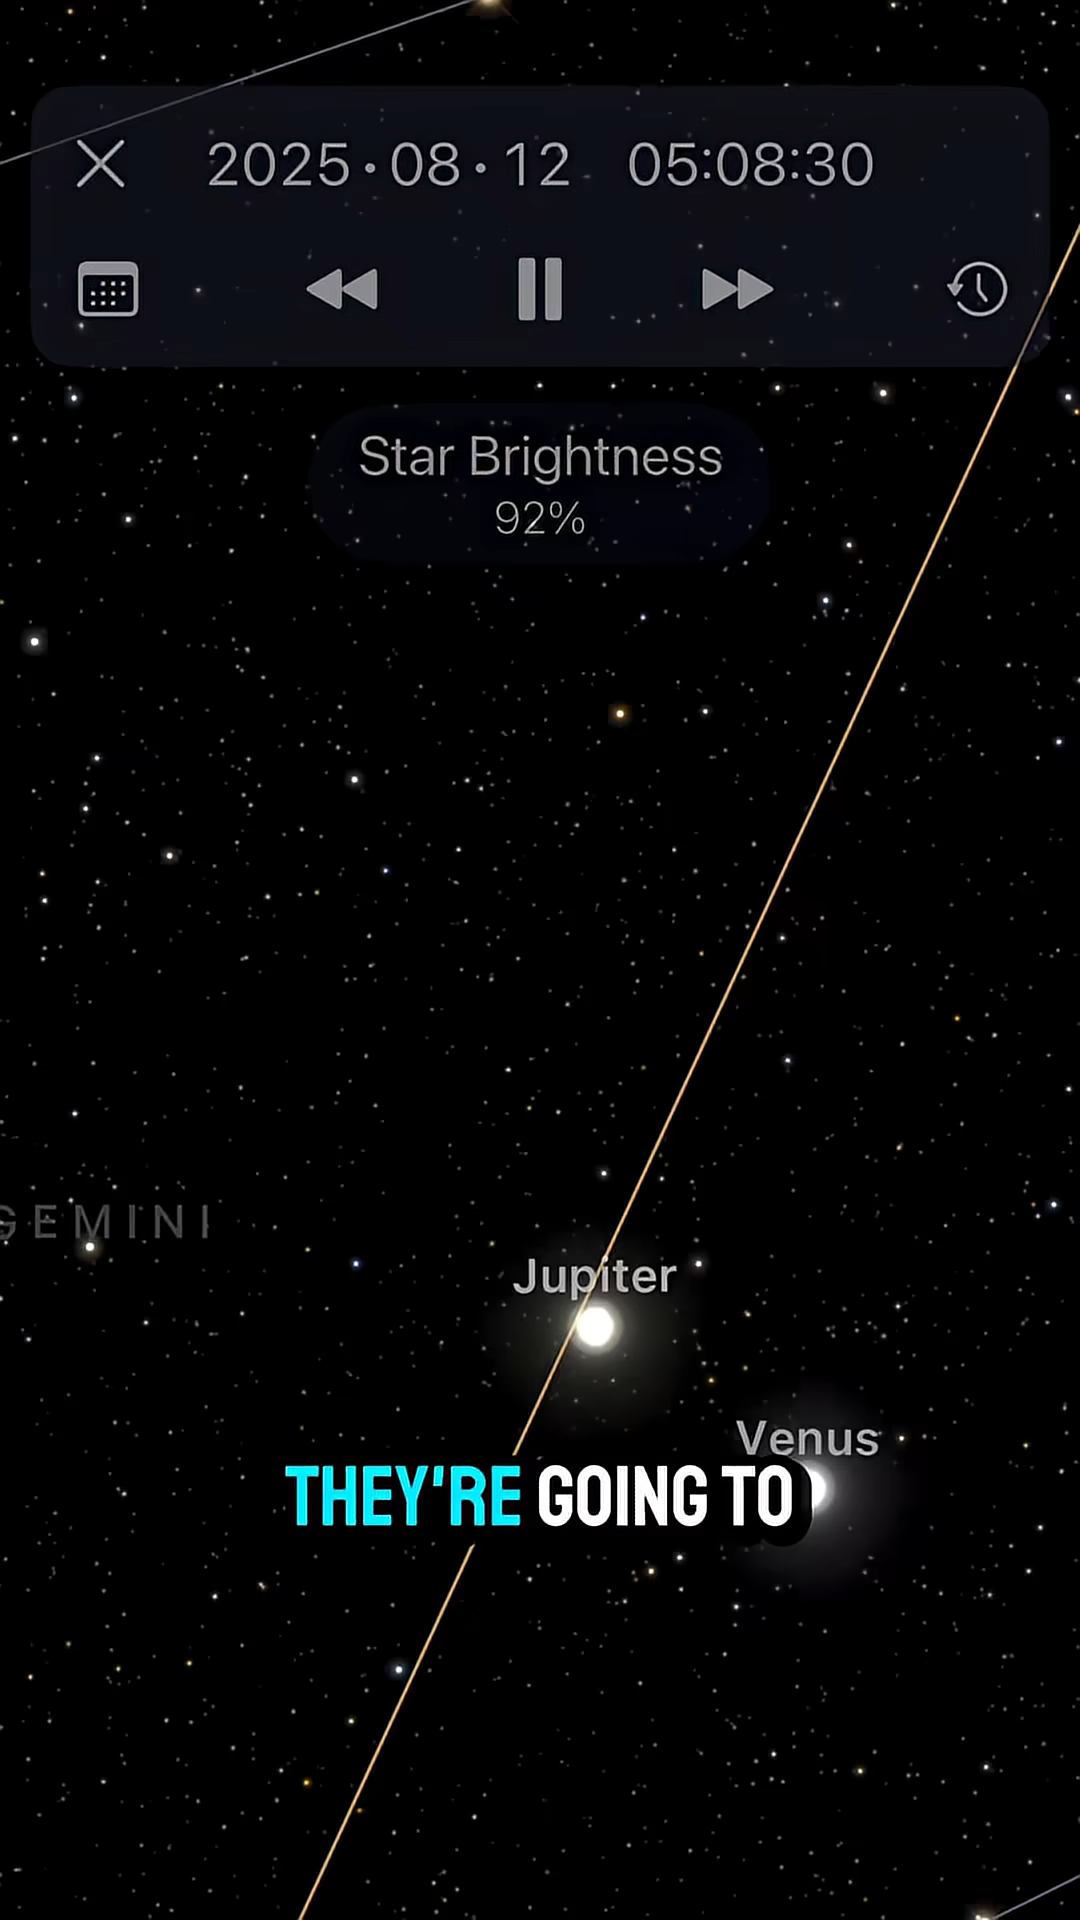 2025·08·12 05:08:30
Star Brightness
92%
GEMINI
Jupiter
Venus
THEY'RE GOING TO